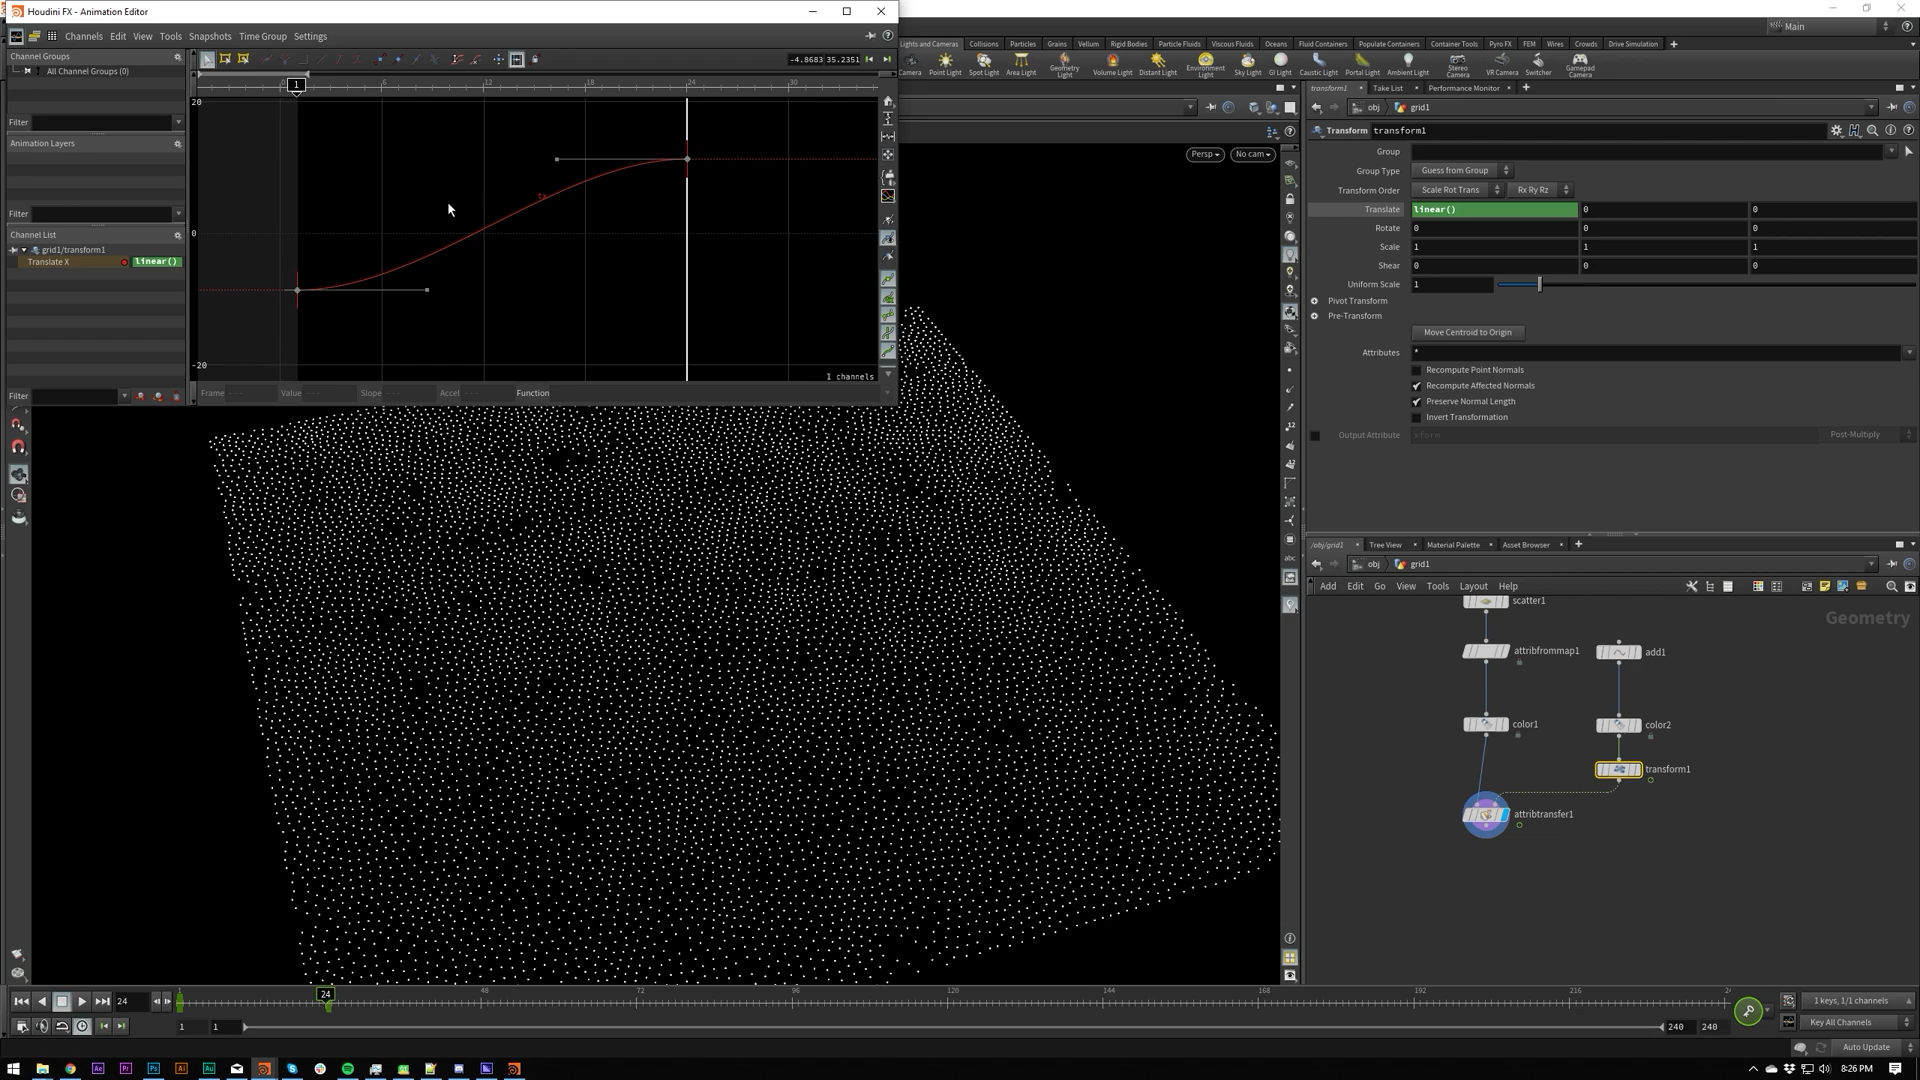 Houdini FX - Animation Editor
Channels Edit View Tools Snapshots Time Group Settings
Main
Channel Groups
All Channel Groups (0)
Filter
Animation Layers
Filter
Channel List
grid1/transform1
Translate X linear()
Filter
-4.8683 35.2351
1 6 12 18 24 30
20
0
-20
tx
1 channels
Frame --- Value --- Slope --- Accel --- Function
Lights and Cameras Collisions Particles Grains Vellum Rigid Bodies Particle Fluids Viscous Fluids Oceans Fluid Containers Populate Containers Container Tools Pyro FX FEM Wires Crowds Drive Simulation
Camera Point Light Spot Light Area Light Geometry Light Volume Light Distant Light Environment Light Sky Light GI Light Caustic Light Portal Light Ambient Light Stereo Camera VR Camera Switcher Gamepad Camera
Persp No cam
transform1 Take List Performance Monitor
obj grid1
Transform transform1
Group
Group Type Guess from Group
Transform Order Scale Rot Trans Rx Ry Rz
Translate linear() 0 0
Rotate 0 0 0
Scale 1 1 1
Shear 0 0 0
Uniform Scale 1
Pivot Transform
Pre-Transform
Move Centroid to Origin
Attributes *
Recompute Point Normals
Recompute Affected Normals
Preserve Normal Length
Invert Transformation
Output Attribute xform Post-Multiply
/obj/grid1 Tree View Material Palette Asset Browser
obj grid1
Add Edit Go View Tools Layout Help
Geometry
scatter1
attribfrommap1 add1
color1 color2
transform1
attribtransfer1
abc
24
24 48 72 96 120 144 168 192 216
1 1 240 240
1 keys, 1/1 channels
Key All Channels
Auto Update
8:26 PM